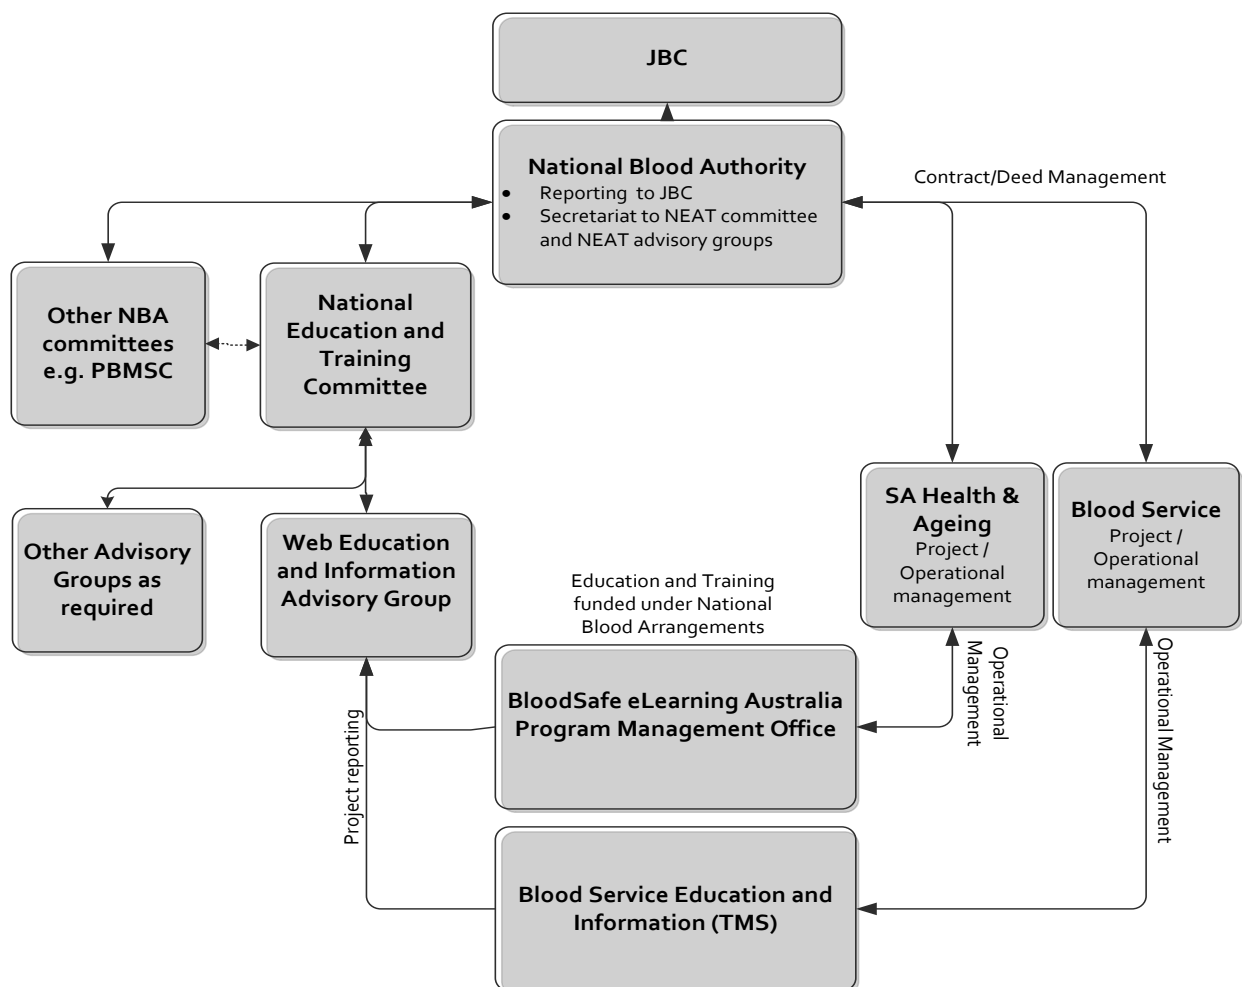 JBC
National Blood Authority
• Reporting to JBC
• Secretariat to NEAT committee
and NEAT advisory groups
Contract/Deed Management
Other NBA
committees
e.g. PBMSC
National
Education and
Training
Committee
SA Health &
Ageing
Project /
Operational
management
Blood Service
Project /
Operational
management
Other Advisory
Groups as
required
Web Education
and Information
Advisory Group
Education and Training
funded under National
Blood Arrangements
BloodSafe eLearning Australia
Program Management Office
Operational
Management
Operational Management
Project reporting
Blood Service Education and
Information (TMS)